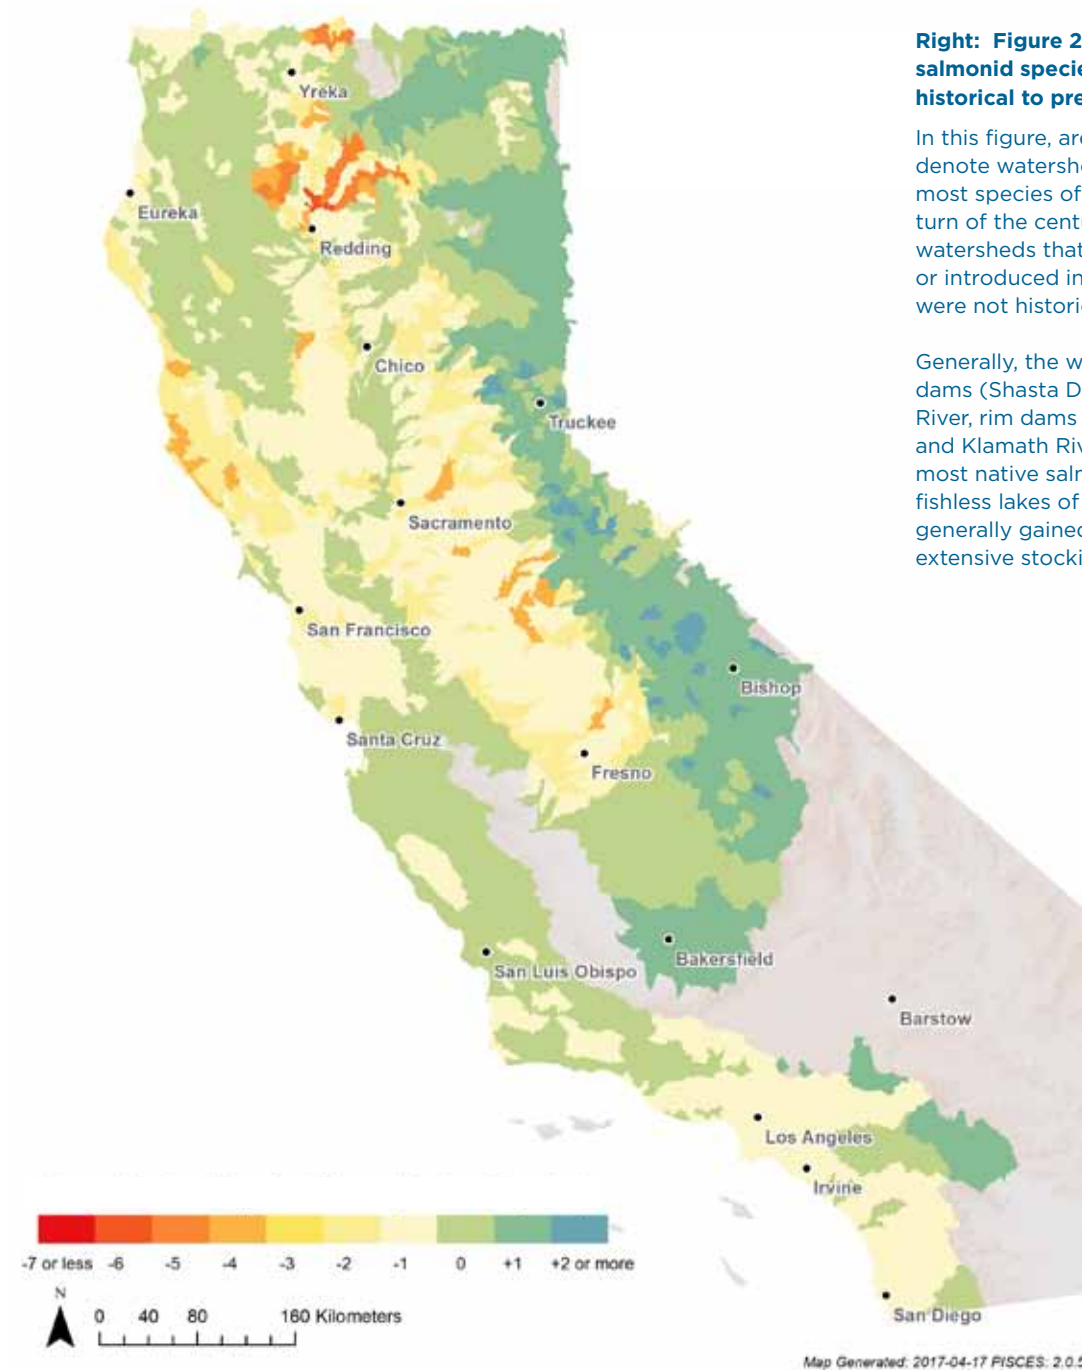 Right: Figure 2
salmonid specie
historical to pre
In this figure, are
denote watershe
most species of
turn of the centu
watersheds that
or introduced in
were not historic
Generally, the w
dams (Shasta D
River, rim dams
and Klamath Riv
most native salm
fishless lakes of
generally gained
extensive stocki
Yreka
Eureka
Redding
Chico
Truckee
Sacramento
San Francisco
Bishop
Santa Cruz
Fresno
Bakersfield
San Luis Obispo
Barstow
Los Angeles
Irvine
San Diego
-7 or less -6 -5 -4 -3 -2 -1 0 +1 +2 or more
N
0 40 80 160 Kilometers
Map Generated: 2017-04-17 PISCES: 2.0.5